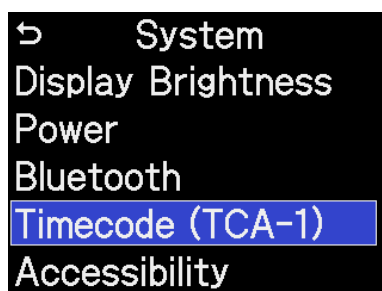 ⮌ System
Display Brightness
Power
Bluetooth
Timecode (TCA-1)
Accessibility